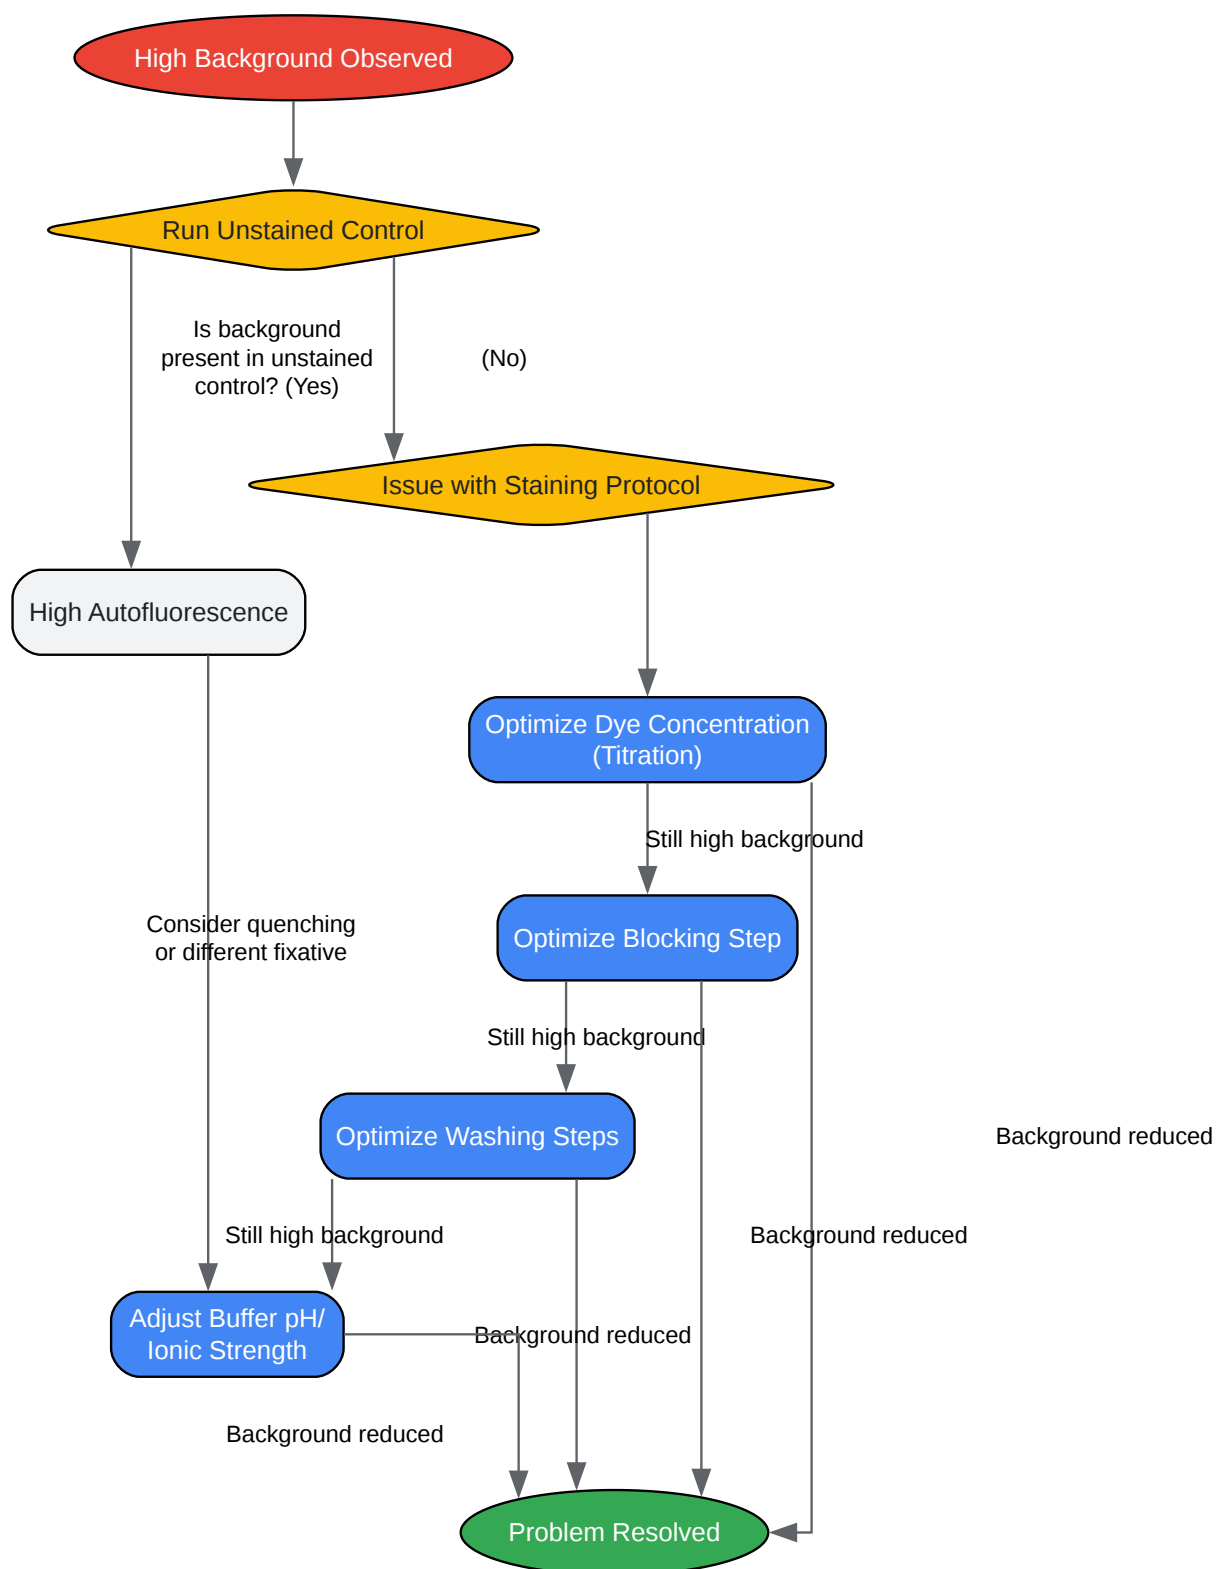 High Background Observed
Run Unstained Control
Is background
present in unstained
control? (Yes)
(No)
Issue with Staining Protocol
High Autofluorescence
Optimize Dye Concentration
(Titration)
Still high background
Consider quenching
or different fixative
Optimize Blocking Step
Still high background
Optimize Washing Steps
Background reduced
Still high background
Background reduced
Adjust Buffer pH/
Ionic Strength
Background reduced
Background reduced
Problem Resolved